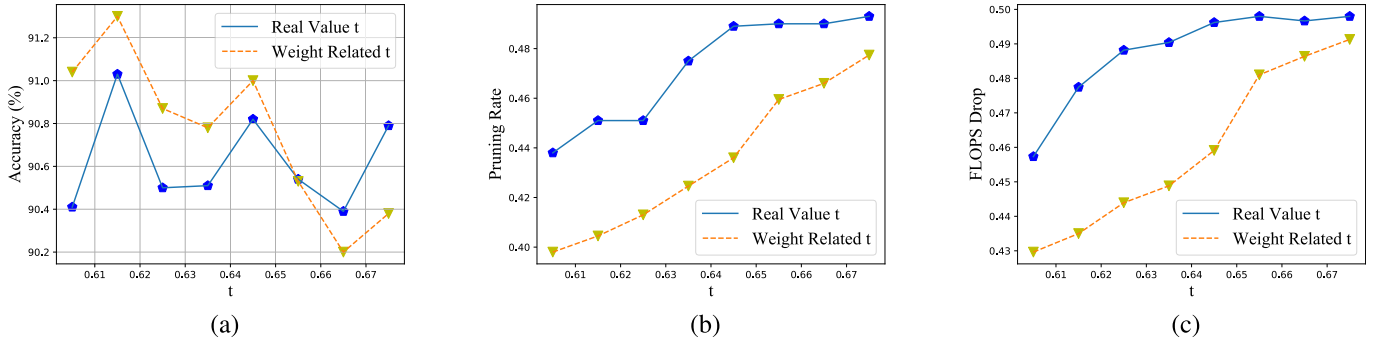 91.2
91.0
90.8
90.6
90.4
90.2
Accuracy (%)
Real Value t
Weight Related t
0.61 0.62 0.63 0.64 0.65 0.66 0.67
t
(a)
0.48
0.46
0.44
0.42
0.40
Pruning Rate
Real Value t
Weight Related t
0.61 0.62 0.63 0.64 0.65 0.66 0.67
t
(b)
0.50
0.49
0.48
0.47
0.46
0.45
0.44
0.43
FLOPS Drop
Real Value t
Weight Related t
0.61 0.62 0.63 0.64 0.65 0.66 0.67
t
(c)